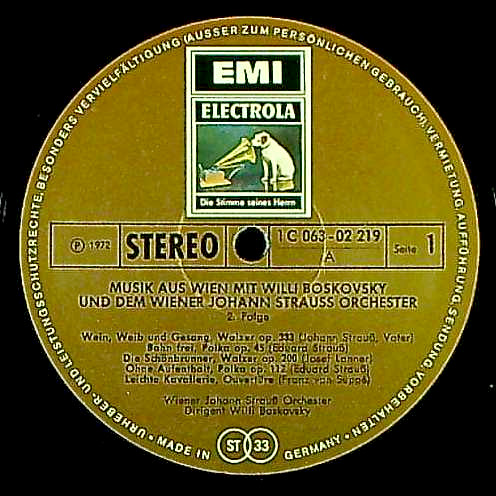 URHEBER- UND LEISTUNGSSCHUTZRECHTE, BESONDERS VERVIELFÄLTIGUNG (AUSSER ZUM PERSÖNLICHEN GEBRAUCH), VERMIETUNG, AUFFÜHRUNG, SENDUNG, VORBEHALTEN
EMI
ELECTROLA
Die Stimme seines Herrn
Ⓟ 1972
STEREO
1 C 063-02 219
A
Seite 1
MUSIK AUS WIEN MIT WILLI BOSKOVSKY
UND DEM WIENER JOHANN STRAUSS ORCHESTER
2. Folge
Wein, Weib und Gesang, Walzer op. 333 (Johann Strauß, Vater)
Bahn frei, Polka op. 45 (Eduard Strauß)
Die Schönbrunner, Walzer op. 200 (Josef Lanner)
Ohne Aufenthalt, Polka op. 112 (Eduard Strauß)
Leichte Kavallerie, Ouvertüre (Franz von Suppé)
Wiener Johann Strauß Orchester
Dirigent Willi Boskovsky
• MADE IN ST 33 GERMANY •